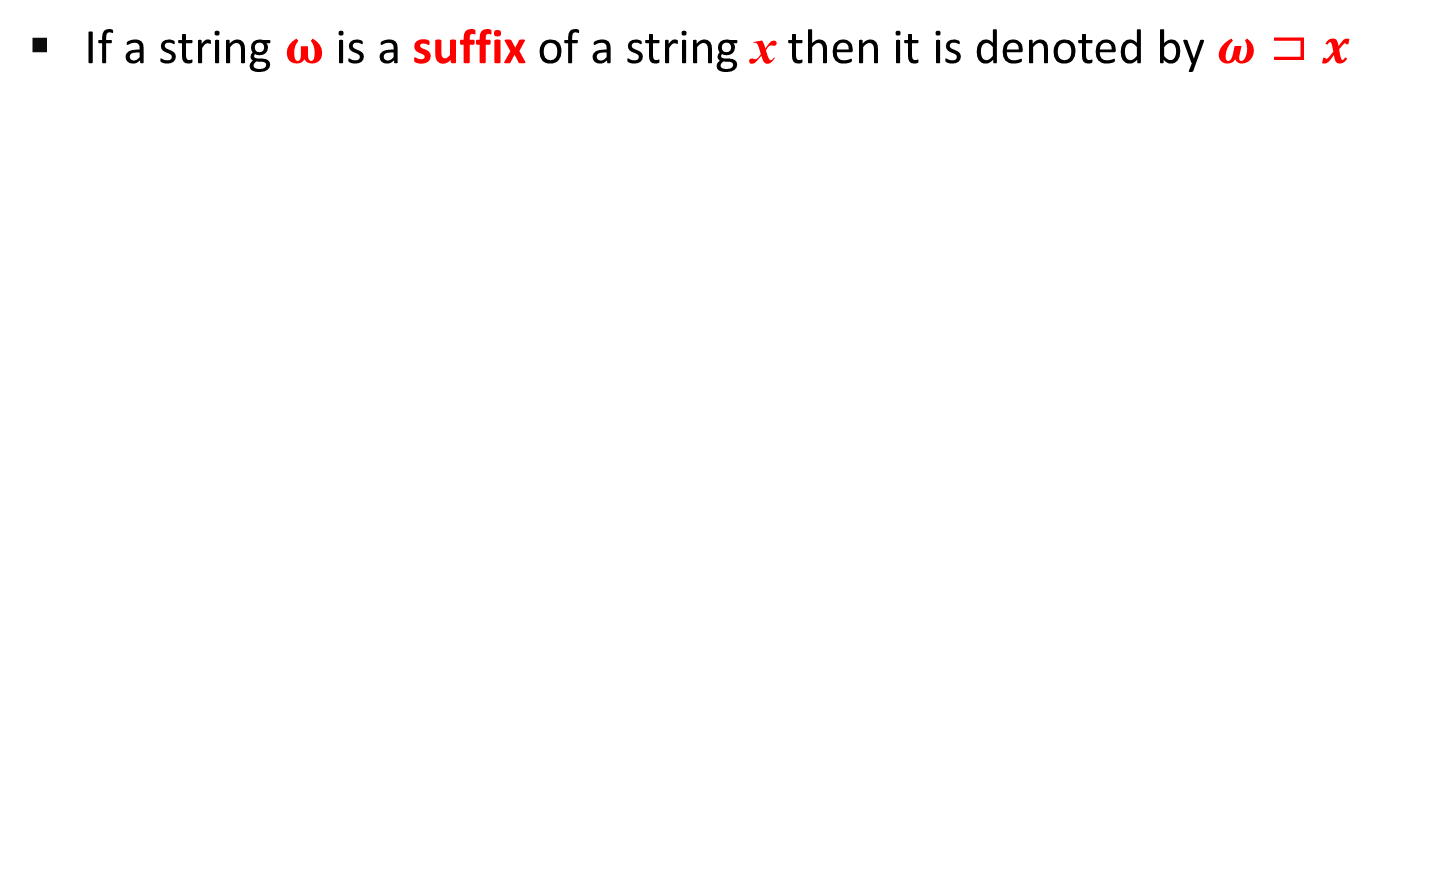 ▪ If a string ω is a suffix of a string x then it is denoted by ω ⊐ x